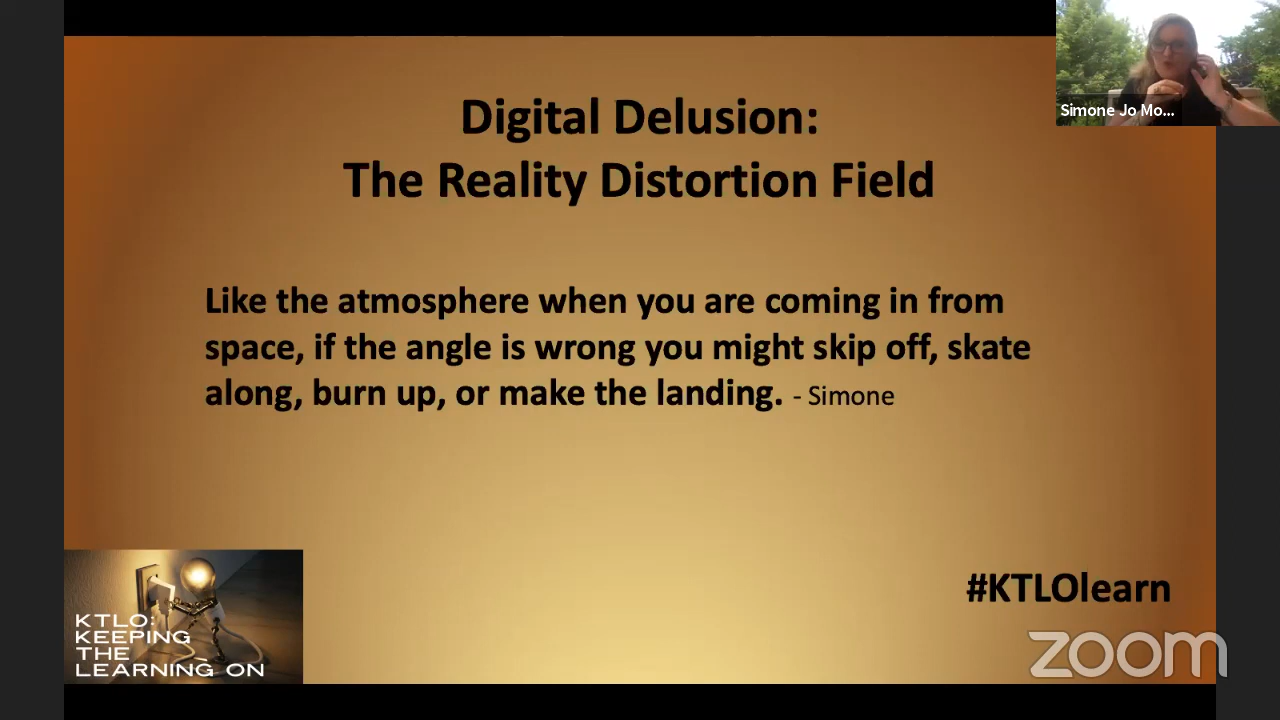 Digital Delusion:
The Reality Distortion Field
Simone Jo Mo...
Like the atmosphere when you are coming in from
space, if the angle is wrong you might skip off, skate
along, burn up, or make the landing. - Simone
#KTLOlearn
KTLO:
KEEPING
THE
LEARNING ON
zoom